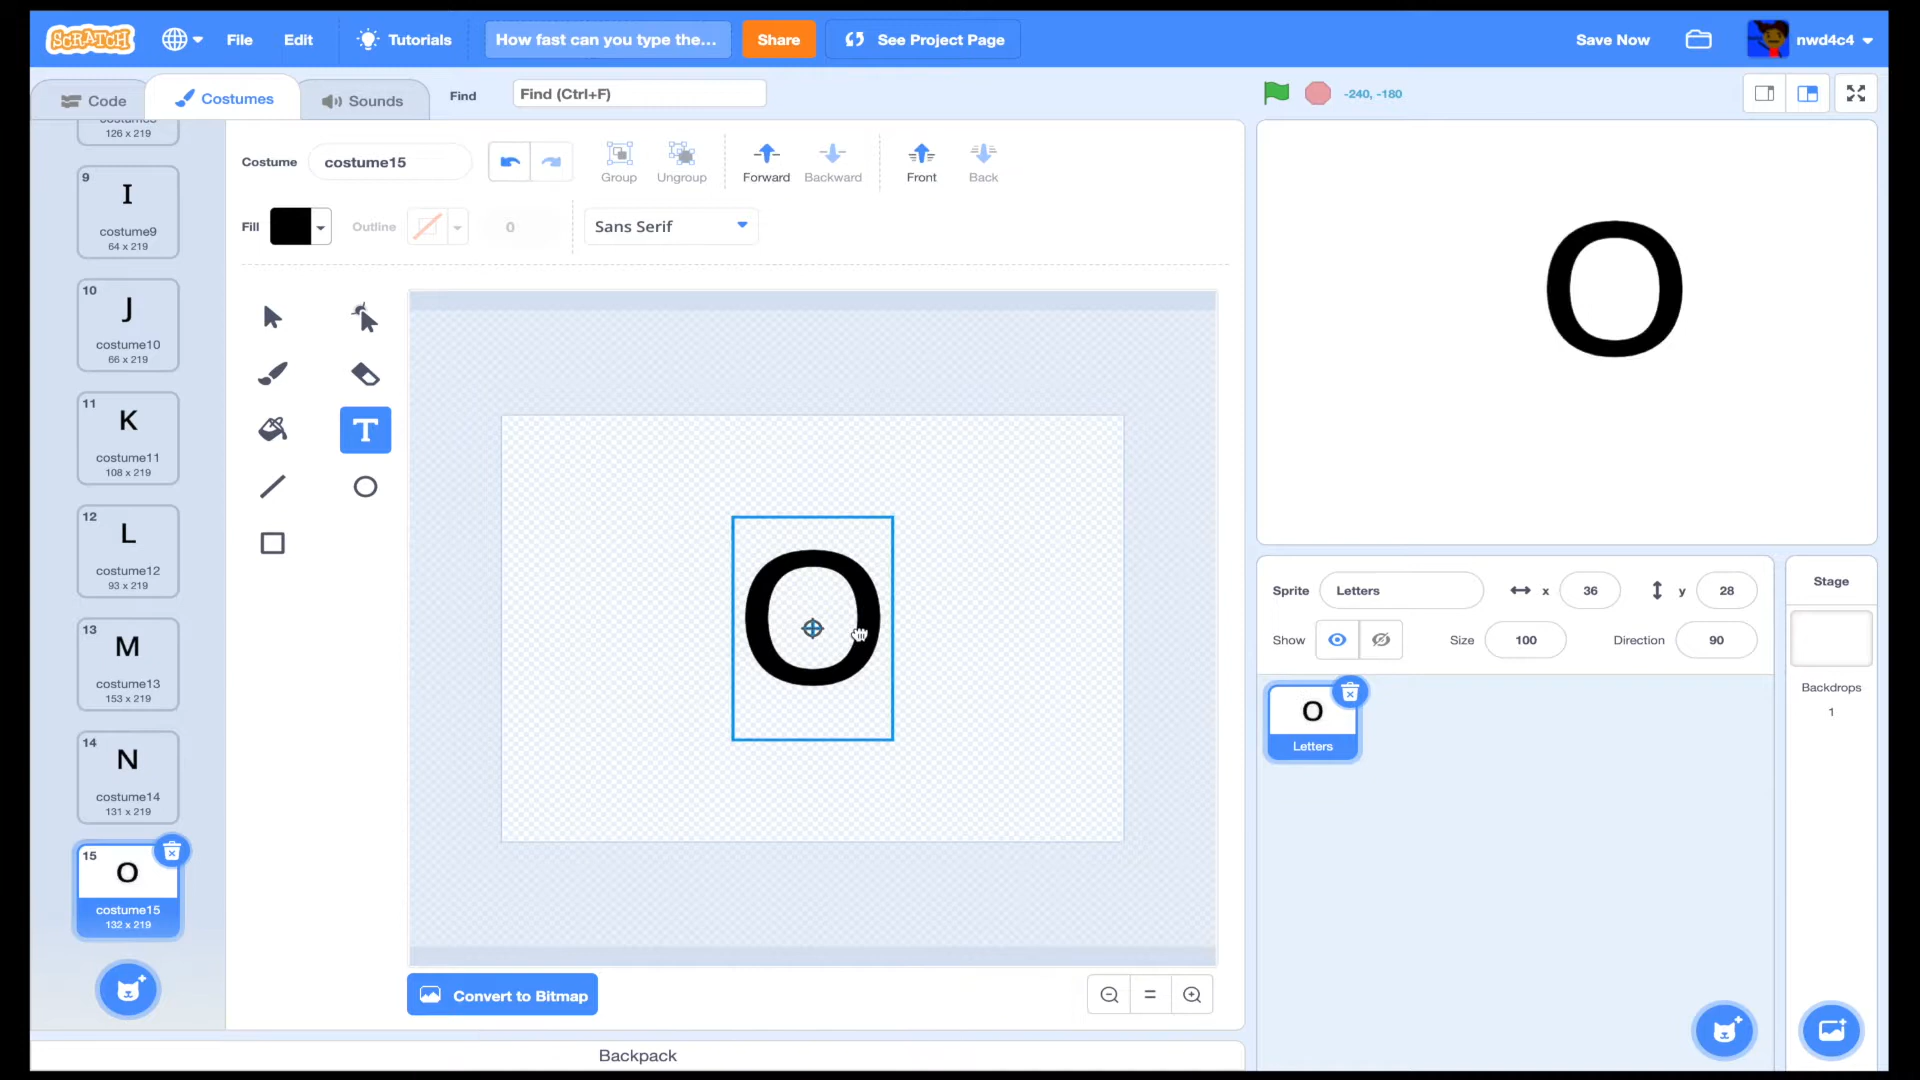 SCRATCH
File
Edit
Tutorials
How fast can you type the...
Share
See Project Page
Save Now
nwd4c4
Code
Costumes
Sounds
Find
Find (Ctrl+F)
-240, -180
126 x 219
9
I
costume9
64 x 219
10
J
costume10
66 x 219
11
K
costume11
108 x 219
12
L
costume12
93 x 219
13
M
costume13
153 x 219
14
N
costume14
131 x 219
15
O
costume15
132 x 219
Costume
costume15
Group
Ungroup
Forward
Backward
Front
Back
Fill
Outline
0
Sans Serif
T
O
Convert to Bitmap
Backpack
O
Sprite
Letters
x
36
y
28
Show
Size
100
Direction
90
O
Letters
Stage
Backdrops
1